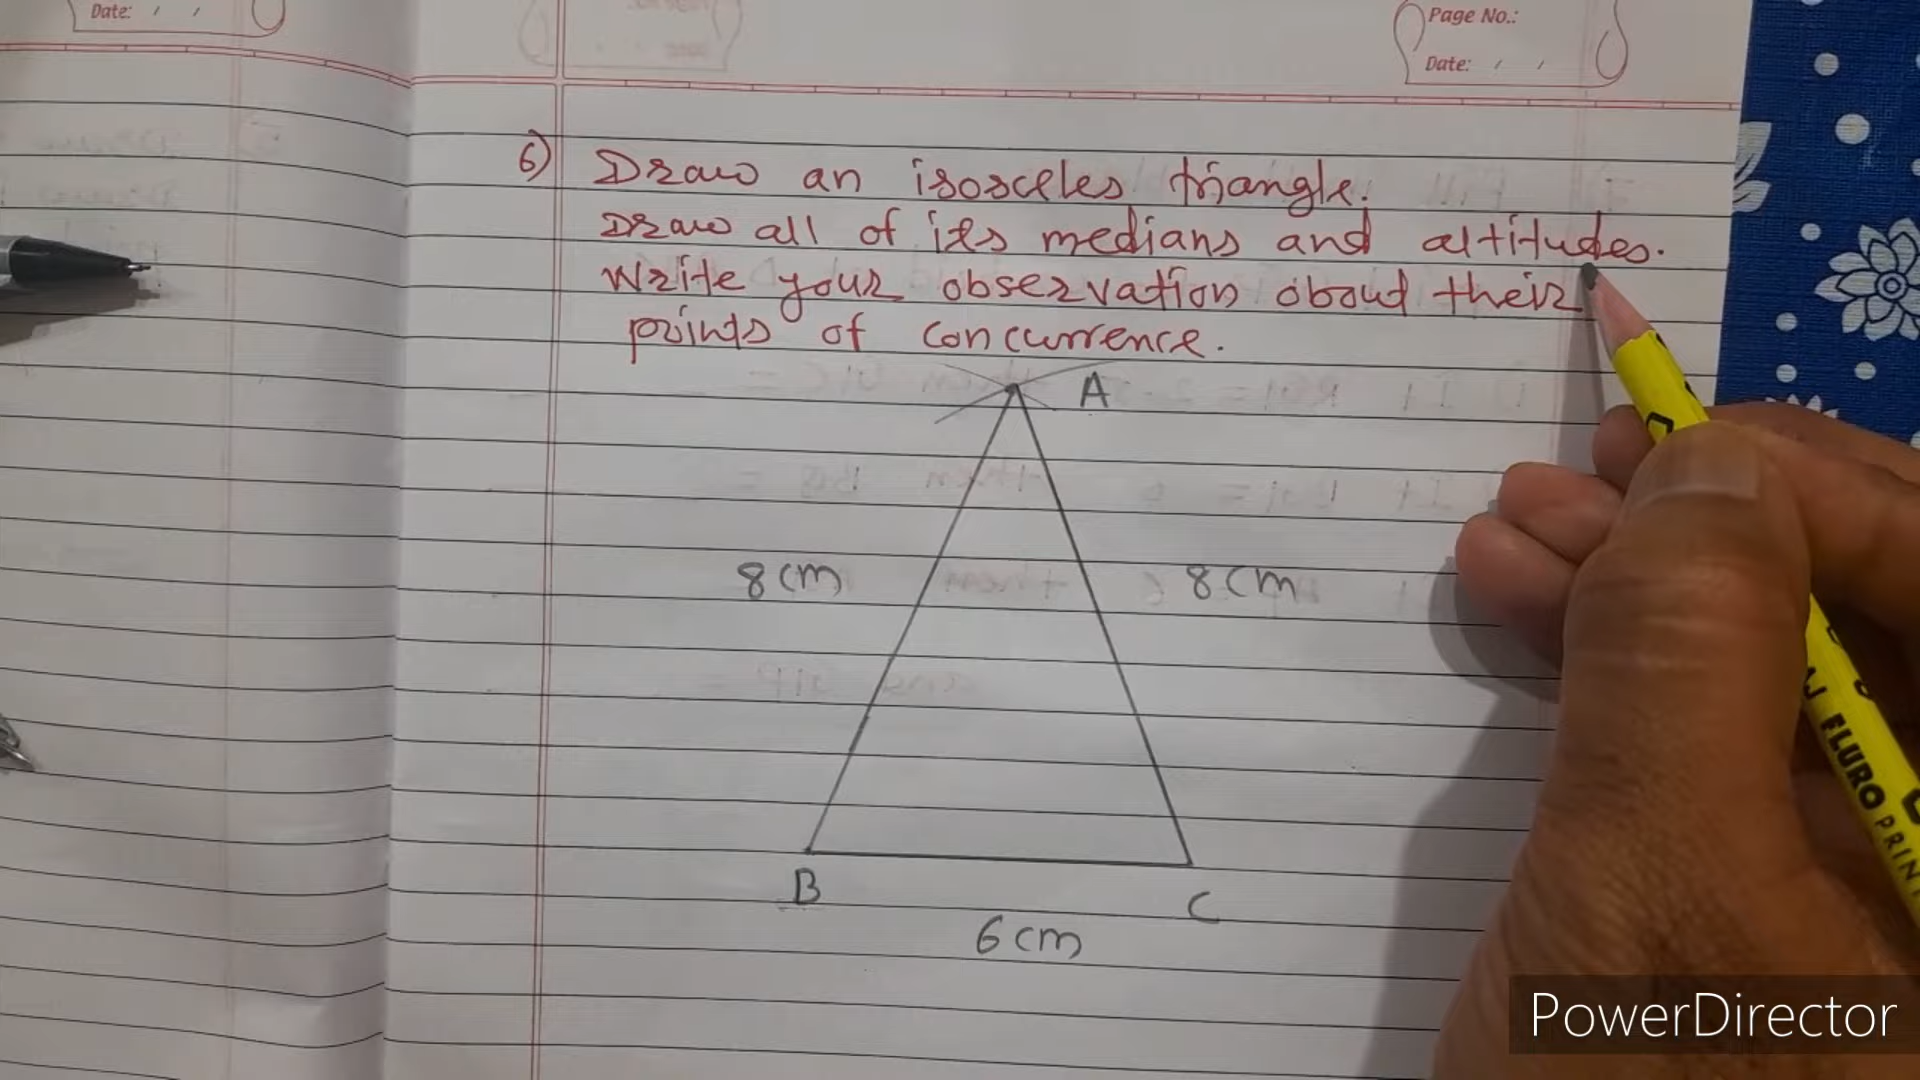 Date: / /
Page No.:
Date: / /
6) Draw an isosceles triangle.
Draw all of its medians and altitudes.
Write your observation about their
points of concurrence.
A
8 cm
8 cm
B
C
6 cm
FLURO PRIN
PowerDirector